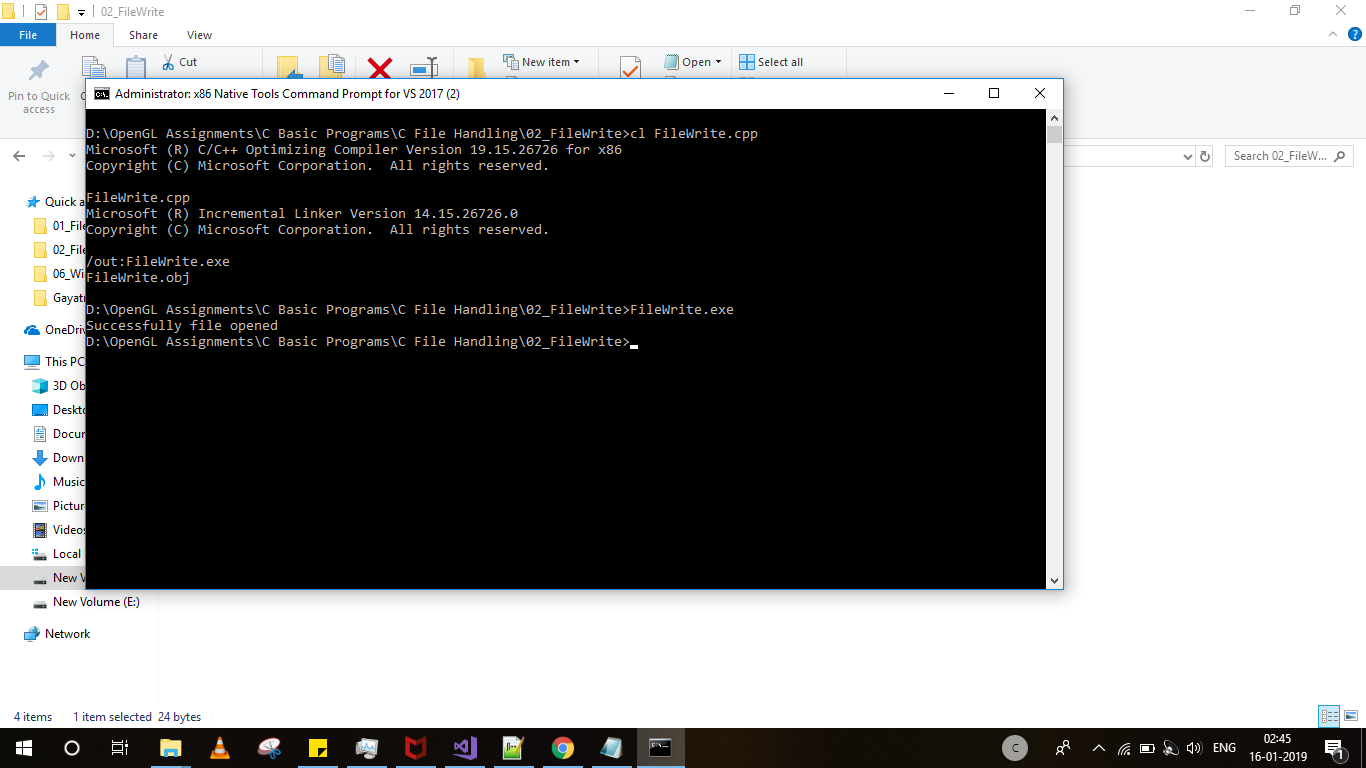 02_FileWrite
File Home Share View
Pin to Quick access
Cut
New item
Open
Select all
Administrator: x86 Native Tools Command Prompt for VS 2017 (2)
D:\OpenGL Assignments\C Basic Programs\C File Handling\02_FileWrite>cl FileWrite.cpp
Microsoft (R) C/C++ Optimizing Compiler Version 19.15.26726 for x86
Copyright (C) Microsoft Corporation.  All rights reserved.
FileWrite.cpp
Microsoft (R) Incremental Linker Version 14.15.26726.0
Copyright (C) Microsoft Corporation.  All rights reserved.
/out:FileWrite.exe
FileWrite.obj
D:\OpenGL Assignments\C Basic Programs\C File Handling\02_FileWrite>FileWrite.exe
Successfully file opened
D:\OpenGL Assignments\C Basic Programs\C File Handling\02_FileWrite>
Search 02_FileW...
Quick a
01_File
02_File
06_Wi
Gayat
OneDriv
This PC
3D Ob
Deskto
Docun
Down
Music
Pictur
Videos
Local
New V
New Volume (E:)
Network
4 items 1 item selected 24 bytes
C
ENG
02:45
16-01-2019
1